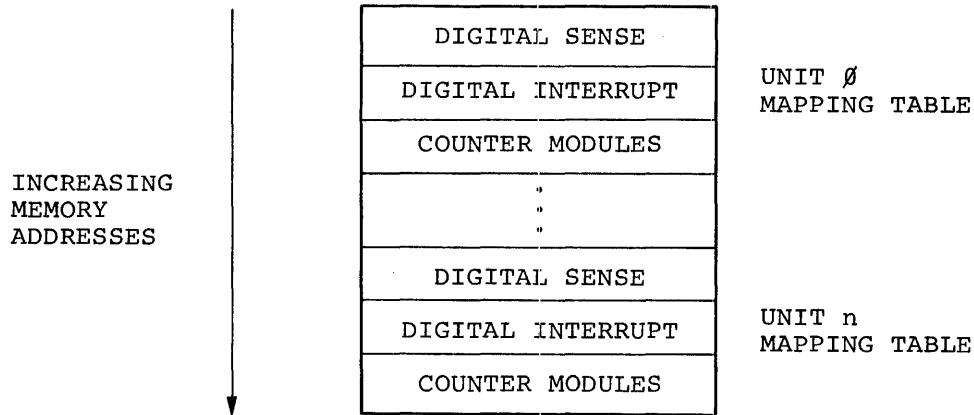 DIGITAL SENSE
DIGITAL INTERRUPT
UNIT Ø
MAPPING TABLE
COUNTER MODULES
INCREASING
MEMORY
ADDRESSES
DIGITAL SENSE
DIGITAL INTERRUPT
UNIT n
MAPPING TABLE
COUNTER MODULES